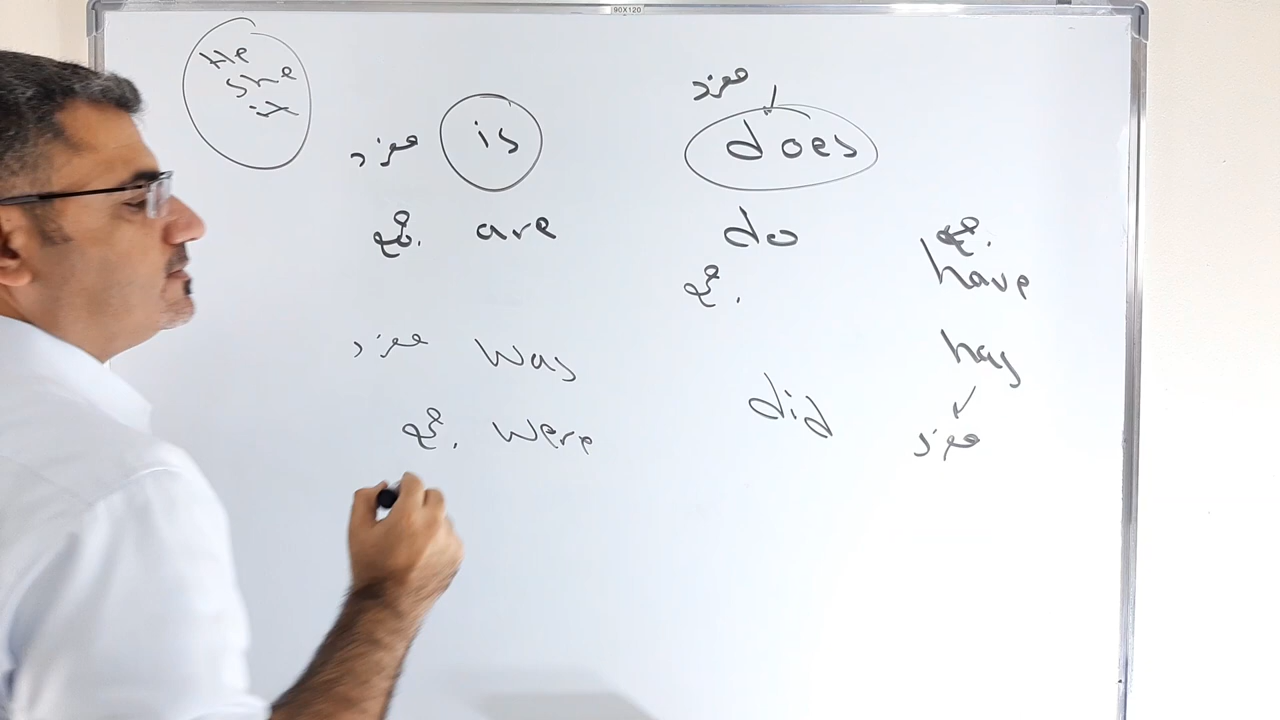 90X120
He
she
it
مفرد is
جمع are
مفرد was
جمع were
مفرد
does
do
جمع
did
جمع
have
has
مفرد